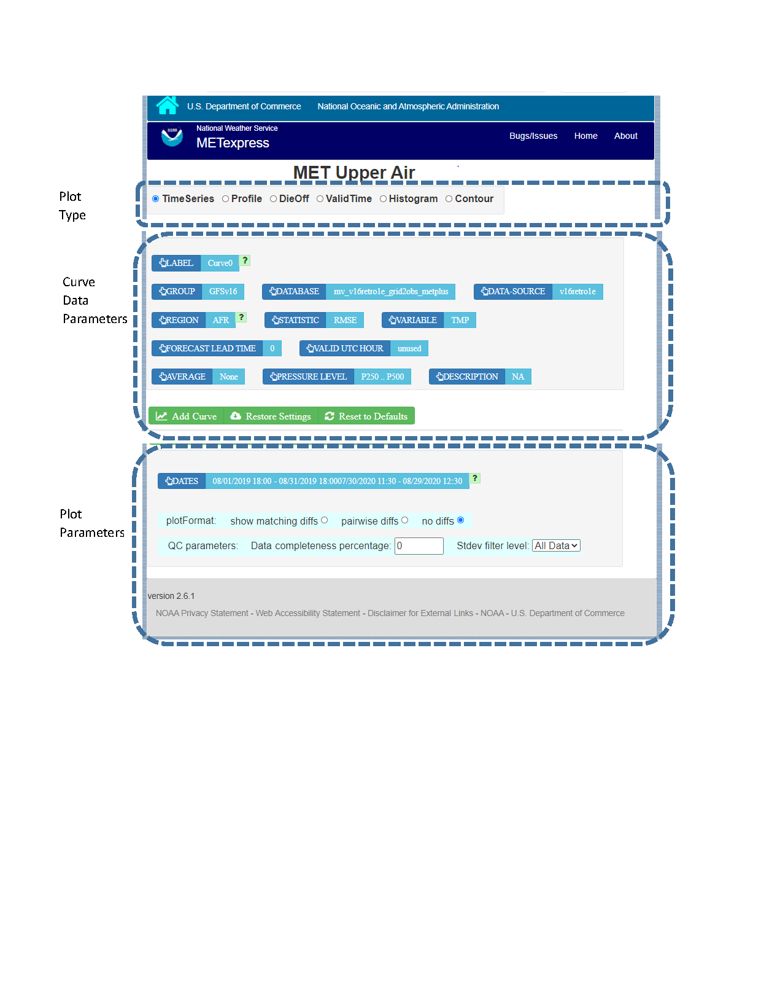 U.S. Department of Commerce National Oceanic and Atmospheric Administration
NOAA
National Weather Service
METexpress
Bugs/Issues Home About
MET Upper Air
Plot
Type
TimeSeries Profile DieOff ValidTime Histogram Contour
Curve
Data
Parameters
LABEL Curve0 ?
GROUP GFSv16 DATABASE mv_v16retro1e_grid2obs_metplus DATA-SOURCE v16retro1e
REGION AFR ? STATISTIC RMSE VARIABLE TMP
FORECAST LEAD TIME 0 VALID UTC HOUR unused
AVERAGE None PRESSURE LEVEL P250 .. P500 DESCRIPTION NA
Add Curve Restore Settings Reset to Defaults
Plot
Parameters
DATES 08/01/2019 18:00 - 08/31/2019 18:0007/30/2020 11:30 - 08/29/2020 12:30 ?
plotFormat: show matching diffs pairwise diffs no diffs
QC parameters: Data completeness percentage: 0 Stdev filter level: All Data
version 2.6.1
NOAA Privacy Statement - Web Accessibility Statement - Disclaimer for External Links - NOAA - U.S. Department of Commerce